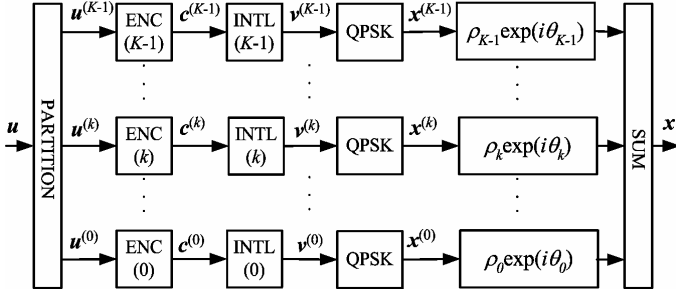 u
PARTITION
u^(K-1) ENC (K-1) c^(K-1) INTL (K-1) v^(K-1) QPSK x^(K-1) ρ_{K-1}exp(iθ_{K-1})
u^(k) ENC (k) c^(k) INTL (k) v^(k) QPSK x^(k) ρ_k exp(iθ_k)
u^(0) ENC (0) c^(0) INTL (0) v^(0) QPSK x^(0) ρ_0 exp(iθ_0)
SUM
x